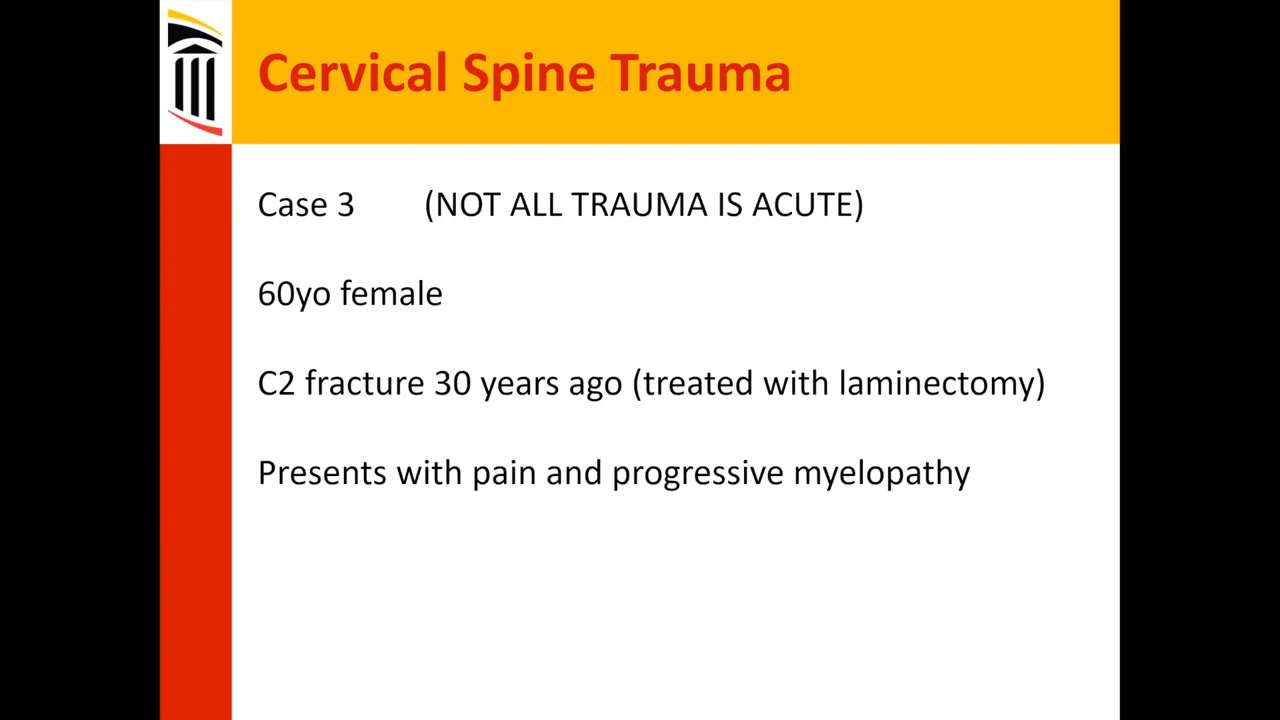 Cervical Spine Trauma
Case 3 (NOT ALL TRAUMA IS ACUTE)
60yo female
C2 fracture 30 years ago (treated with laminectomy)
Presents with pain and progressive myelopathy